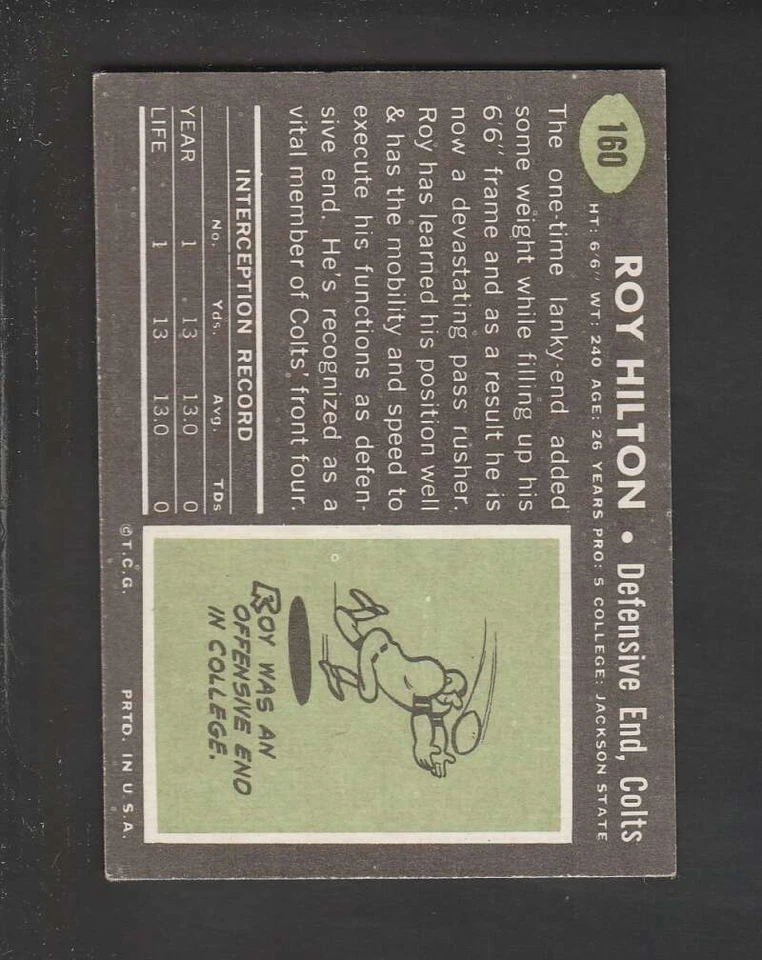 160
ROY HILTON • Defensive End, Colts
HT: 6'6" WT: 240 AGE: 26 YEARS PRO: 5 COLLEGE: JACKSON STATE
The one-time lanky end added
some weight while filling up his
6'6" frame and as a result he is
now a devastating pass rusher.
Roy has learned his position well
& has the mobility and speed to
execute his functions as defen-
sive end. He's recognized as a
vital member of Colts' front four.
INTERCEPTION RECORD
No. Yds. Avg. TDs
YEAR 1 13 13.0 0
LIFE 1 13 13.0 0
ROY WAS AN
OFFENSIVE END
IN COLLEGE.
©T.C.G. PRTD. IN U.S.A.